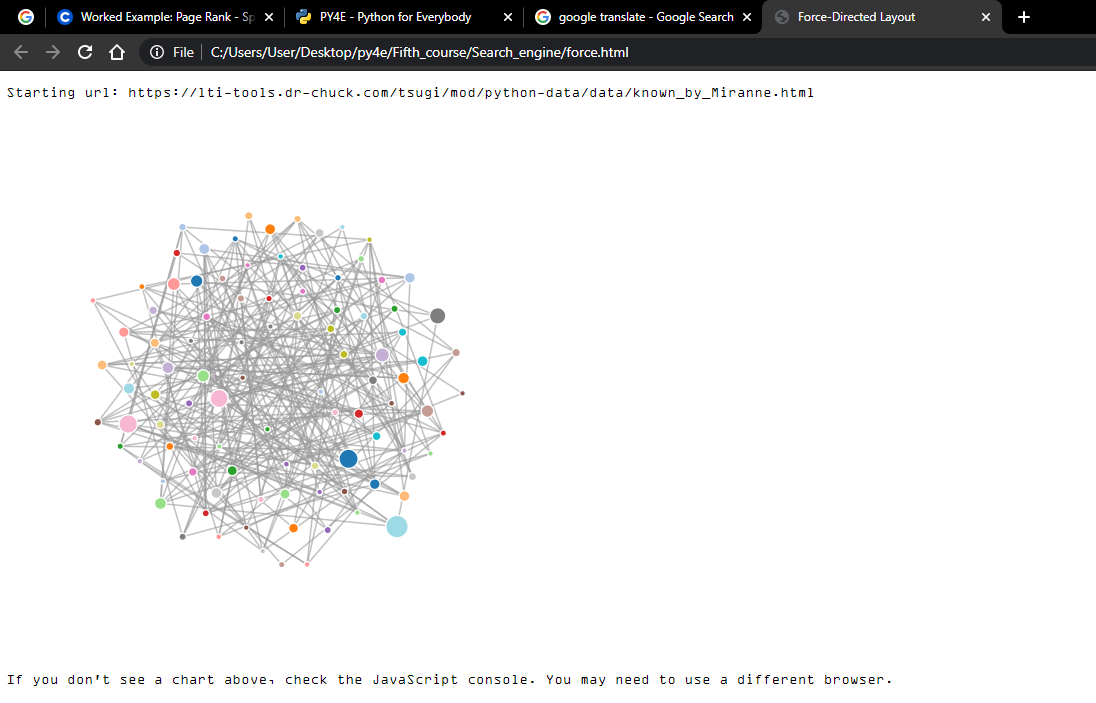 Worked Example: Page Rank - Sp
PY4E - Python for Everybody
google translate - Google Search
Force-Directed Layout
File C:/Users/User/Desktop/py4e/Fifth_course/Search_engine/force.html
Starting url: https://lti-tools.dr-chuck.com/tsugi/mod/python-data/data/known_by_Miranne.html
If you don't see a chart above, check the JavaScript console. You may need to use a different browser.